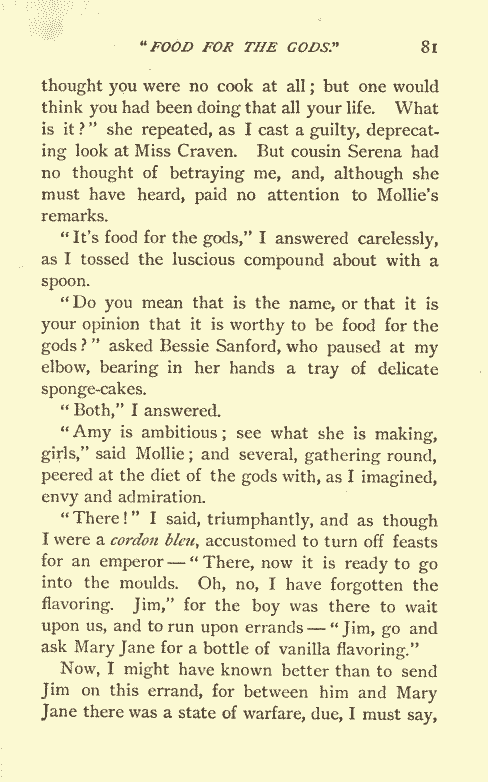 "FOOD FOR THE GODS." 81
thought you were no cook at all; but one would
think you had been doing that all your life. What
is it?" she repeated, as I cast a guilty, deprecat-
ing look at Miss Craven. But cousin Serena had
no thought of betraying me, and, although she
must have heard, paid no attention to Mollie's
remarks.
"It's food for the gods," I answered carelessly,
as I tossed the luscious compound about with a
spoon.
"Do you mean that is the name, or that it is
your opinion that it is worthy to be food for the
gods?" asked Bessie Sanford, who paused at my
elbow, bearing in her hands a tray of delicate
sponge-cakes.
"Both," I answered.
"Amy is ambitious; see what she is making,
girls," said Mollie; and several, gathering round,
peered at the diet of the gods with, as I imagined,
envy and admiration.
"There!" I said, triumphantly, and as though
I were a cordon bleu, accustomed to turn off feasts
for an emperor—"There, now it is ready to go
into the moulds. Oh, no, I have forgotten the
flavoring. Jim," for the boy was there to wait
upon us, and to run upon errands—"Jim, go and
ask Mary Jane for a bottle of vanilla flavoring."
Now, I might have known better than to send
Jim on this errand, for between him and Mary
Jane there was a state of warfare, due, I must say,